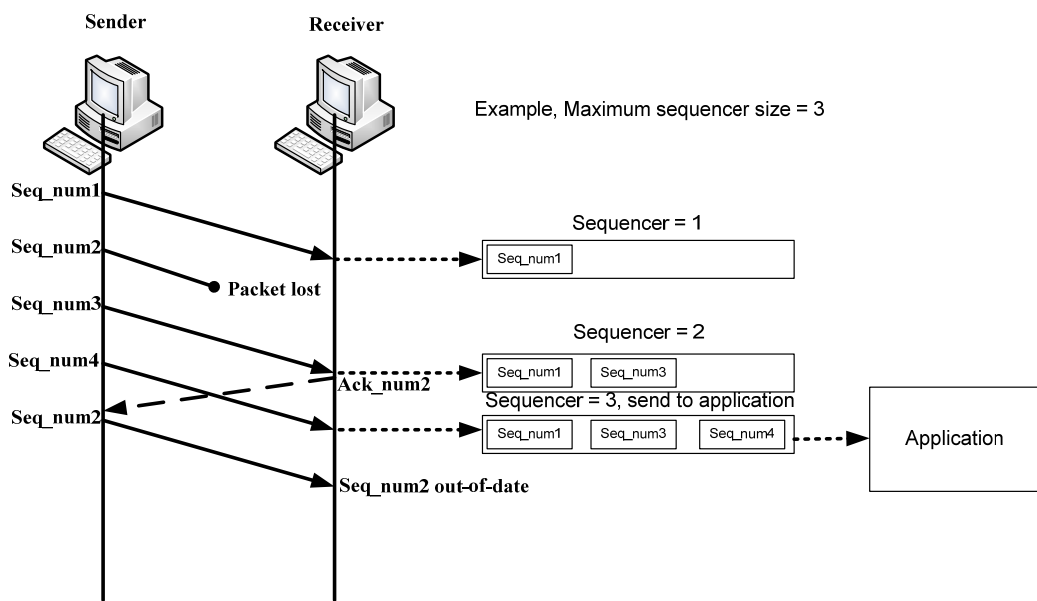 Sender
Receiver
Example, Maximum sequencer size = 3
Seq_num1
Sequencer = 1
Seq_num1
Seq_num2
Packet lost
Seq_num3
Sequencer = 2
Seq_num1 Seq_num3
Seq_num4
Ack_num2
Sequencer = 3, send to application
Seq_num2
Seq_num1 Seq_num3 Seq_num4
Application
Seq_num2 out-of-date